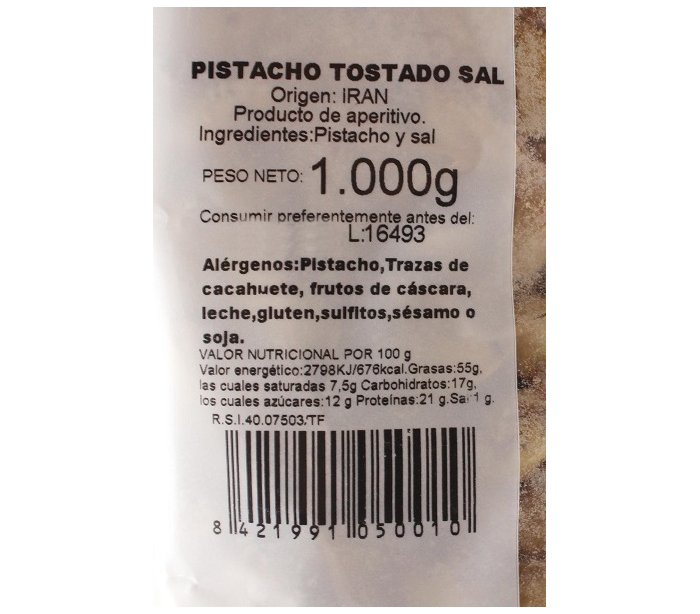 PISTACHO TOSTADO SAL
Origen: IRAN
Producto de aperitivo.
Ingredientes:Pistacho y sal
PESO NETO: 1.000g
Consumir preferentemente antes del:
L:16493
Alérgenos:Pistacho,Trazas de
cacahuete, frutos de cáscara,
leche,gluten,sulfitos,sésamo o
soja.
VALOR NUTRICIONAL POR 100 g
Valor energético:2798KJ/676kcal.Grasas:55g,
las cuales saturadas 7,5g Carbohidratos:17g,
los cuales azúcares:12 g Proteínas:21 g.Sal 1 g.
R.S.I.40.07503/TF
8 421991 050010